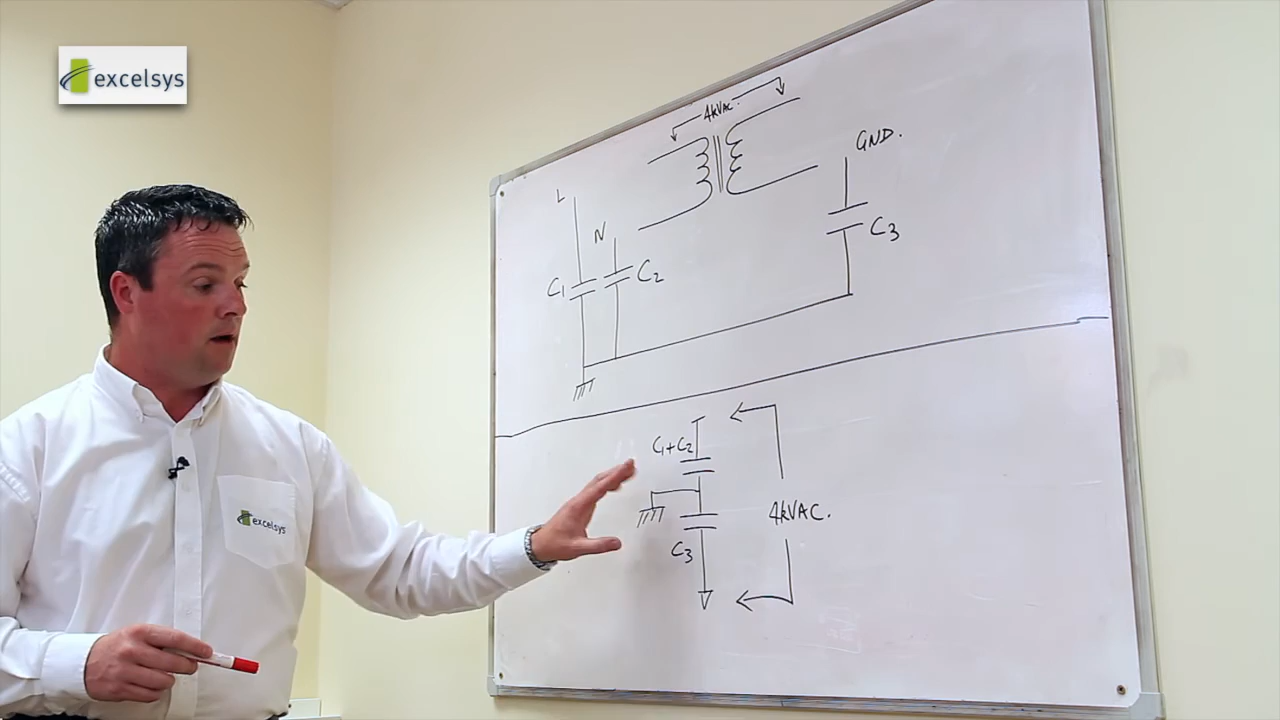 excelsys
4kVAC.
GND.
L
N
C1
C2
C3
C1+C2
4kVAC.
C3
excelsys